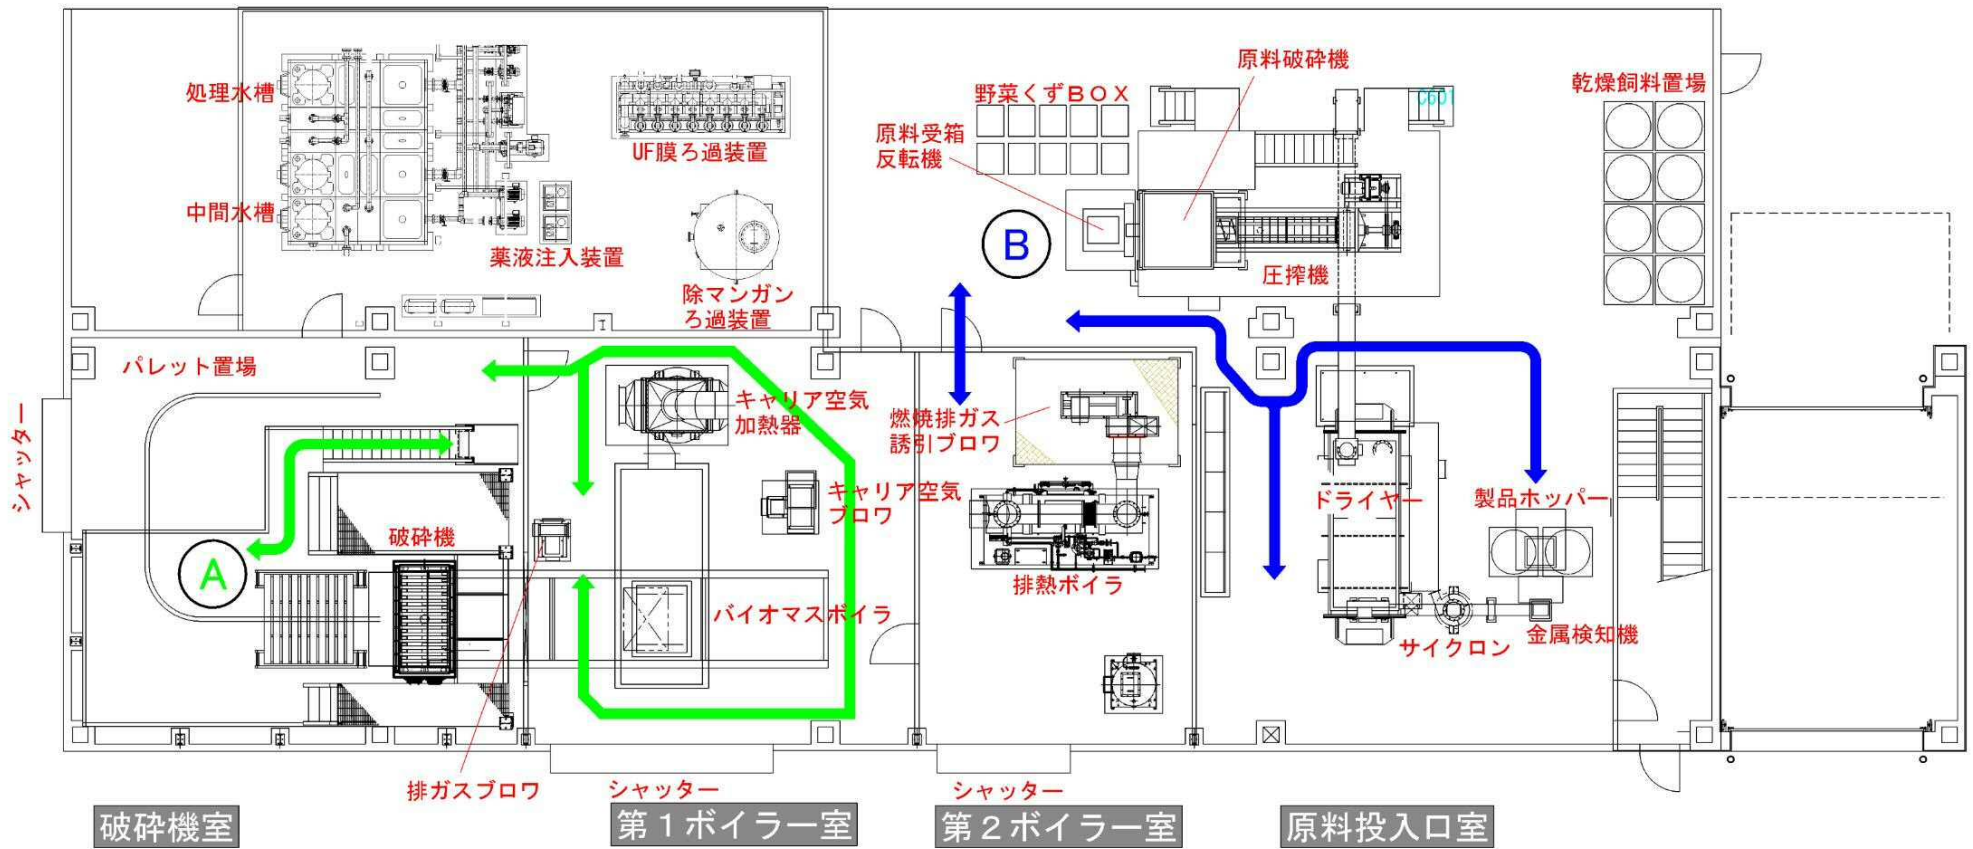 処理水槽
中間水槽
UF膜ろ過装置
薬液注入装置
除マンガン
ろ過装置
野菜くずＢＯＸ
原料破砕機
原料受箱
反転機
C601
乾燥飼料置場
B
圧搾機
パレット置場
シャッター
キャリア空気
加熱器
キャリア空気
ブロワ
燃焼排ガス
誘引ブロワ
ドライヤー
製品ホッパー
破砕機
A
排熱ボイラ
バイオマスボイラ
サイクロン
金属検知機
排ガスブロワ
シャッター
シャッター
破砕機室
第１ボイラー室
第２ボイラー室
原料投入口室